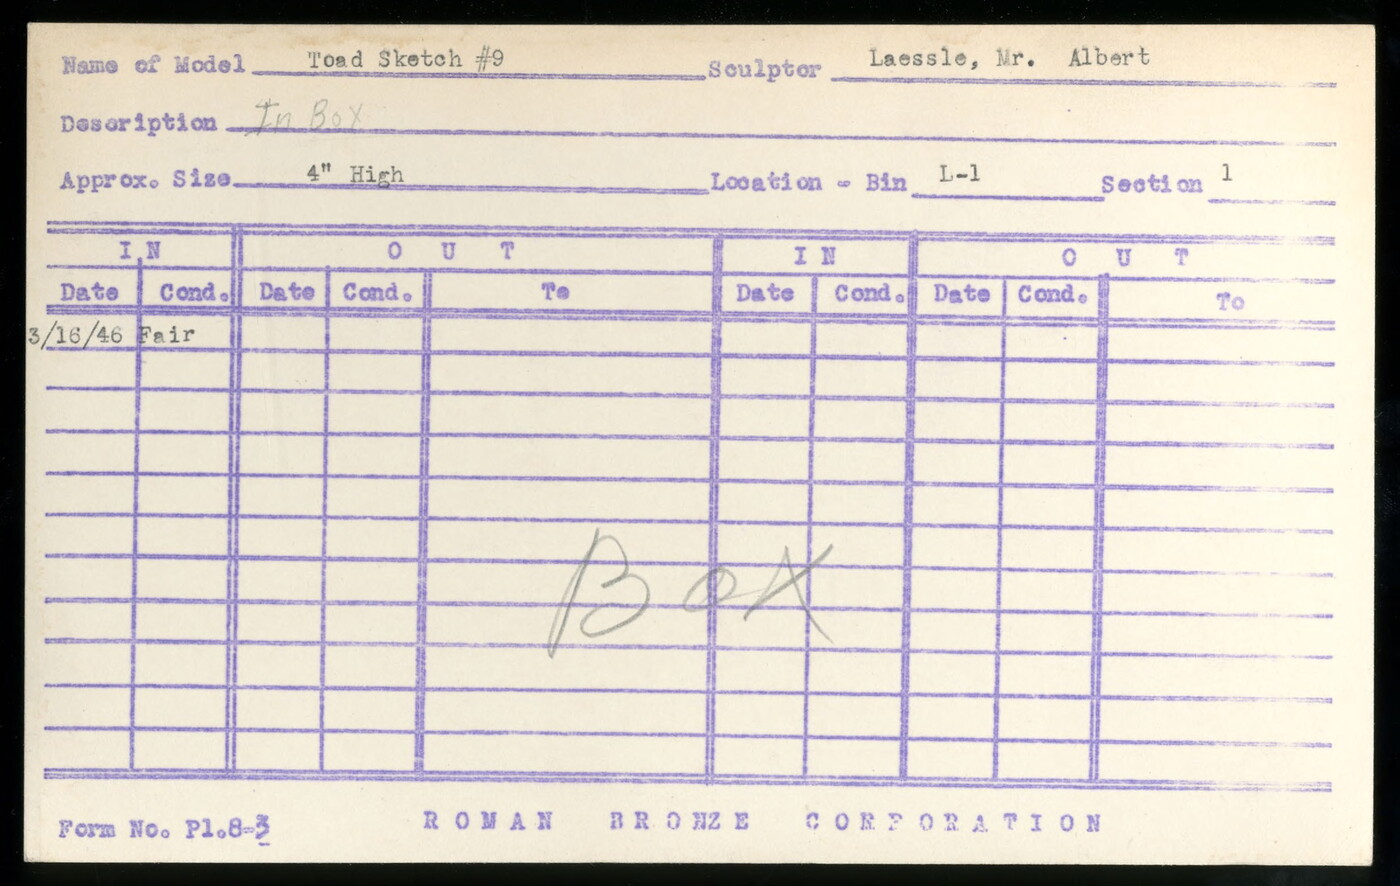 Name of Model Toad Sketch #9 Sculptor Laessle, Mr. Albert
Description In Box
Approx. Size 4" High Location - Bin L-1 Section 1
IN OUT IN OUT
Date Cond. Date Cond. To Date Cond. Date Cond. To
3/16/46 Fair
Box
Form No. Pl.8-3 ROMAN BRONZE CORPORATION